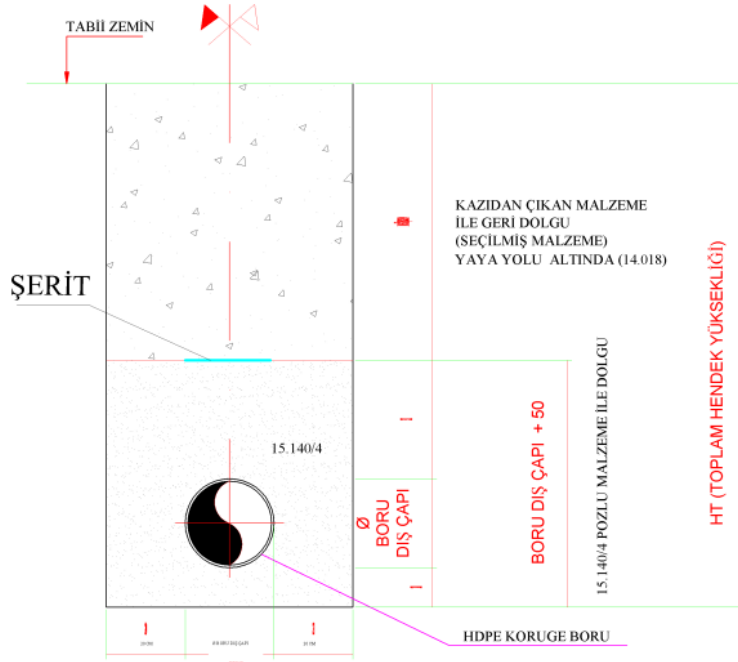 TABİİ ZEMİN
KAZIDAN ÇIKAN MALZEME
İLE GERİ DOLGU
(SEÇİLMİŞ MALZEME)
YAYA YOLU ALTINDA (14.018)
ŞERİT
15.140/4
Ø
BORU
DIŞ ÇAPI
BORU DIŞ ÇAPI + 50
15.140/4 POZLU MALZEME İLE DOLGU
HT (TOPLAM HENDEK YÜKSEKLİĞİ)
HDPE KORUGE BORU